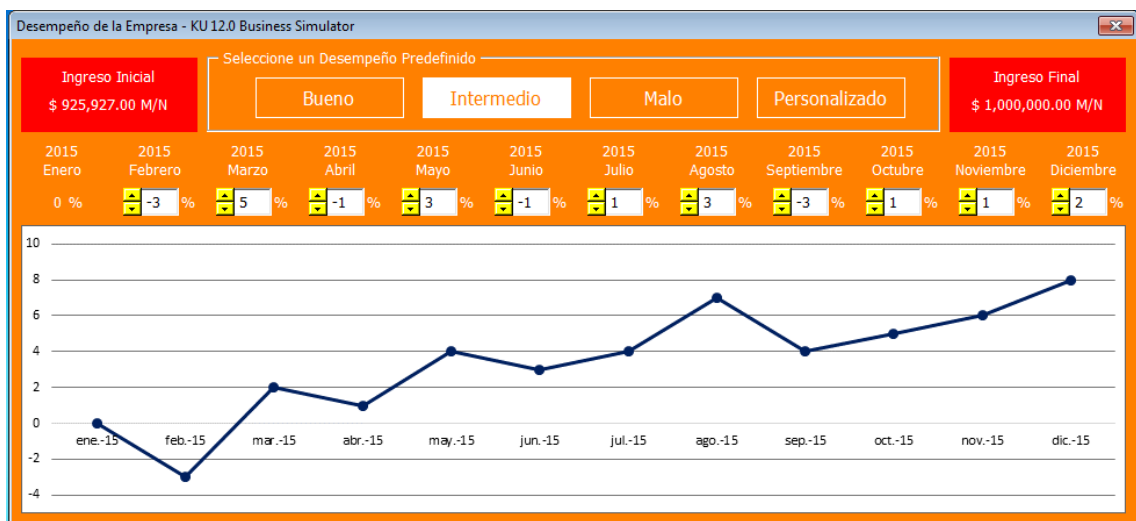 Desempeño de la Empresa - KU 12.0 Business Simulator
Ingreso Inicial
$ 925,927.00 M/N
Seleccione un Desempeño Predefinido
Bueno Intermedio Malo Personalizado
Ingreso Final
$ 1,000,000.00 M/N
2015 2015 2015 2015 2015 2015 2015 2015 2015 2015 2015 2015
Enero Febrero Marzo Abril Mayo Junio Julio Agosto Septiembre Octubre Noviembre Diciembre
0 % -3 % 5 % -1 % 3 % -1 % 1 % 3 % -3 % 1 % 1 % 2 %
10
8
6
4
2
0
ene.-15 feb.-15 mar.-15 abr.-15 may.-15 jun.-15 jul.-15 ago.-15 sep.-15 oct.-15 nov.-15 dic.-15
-2
-4